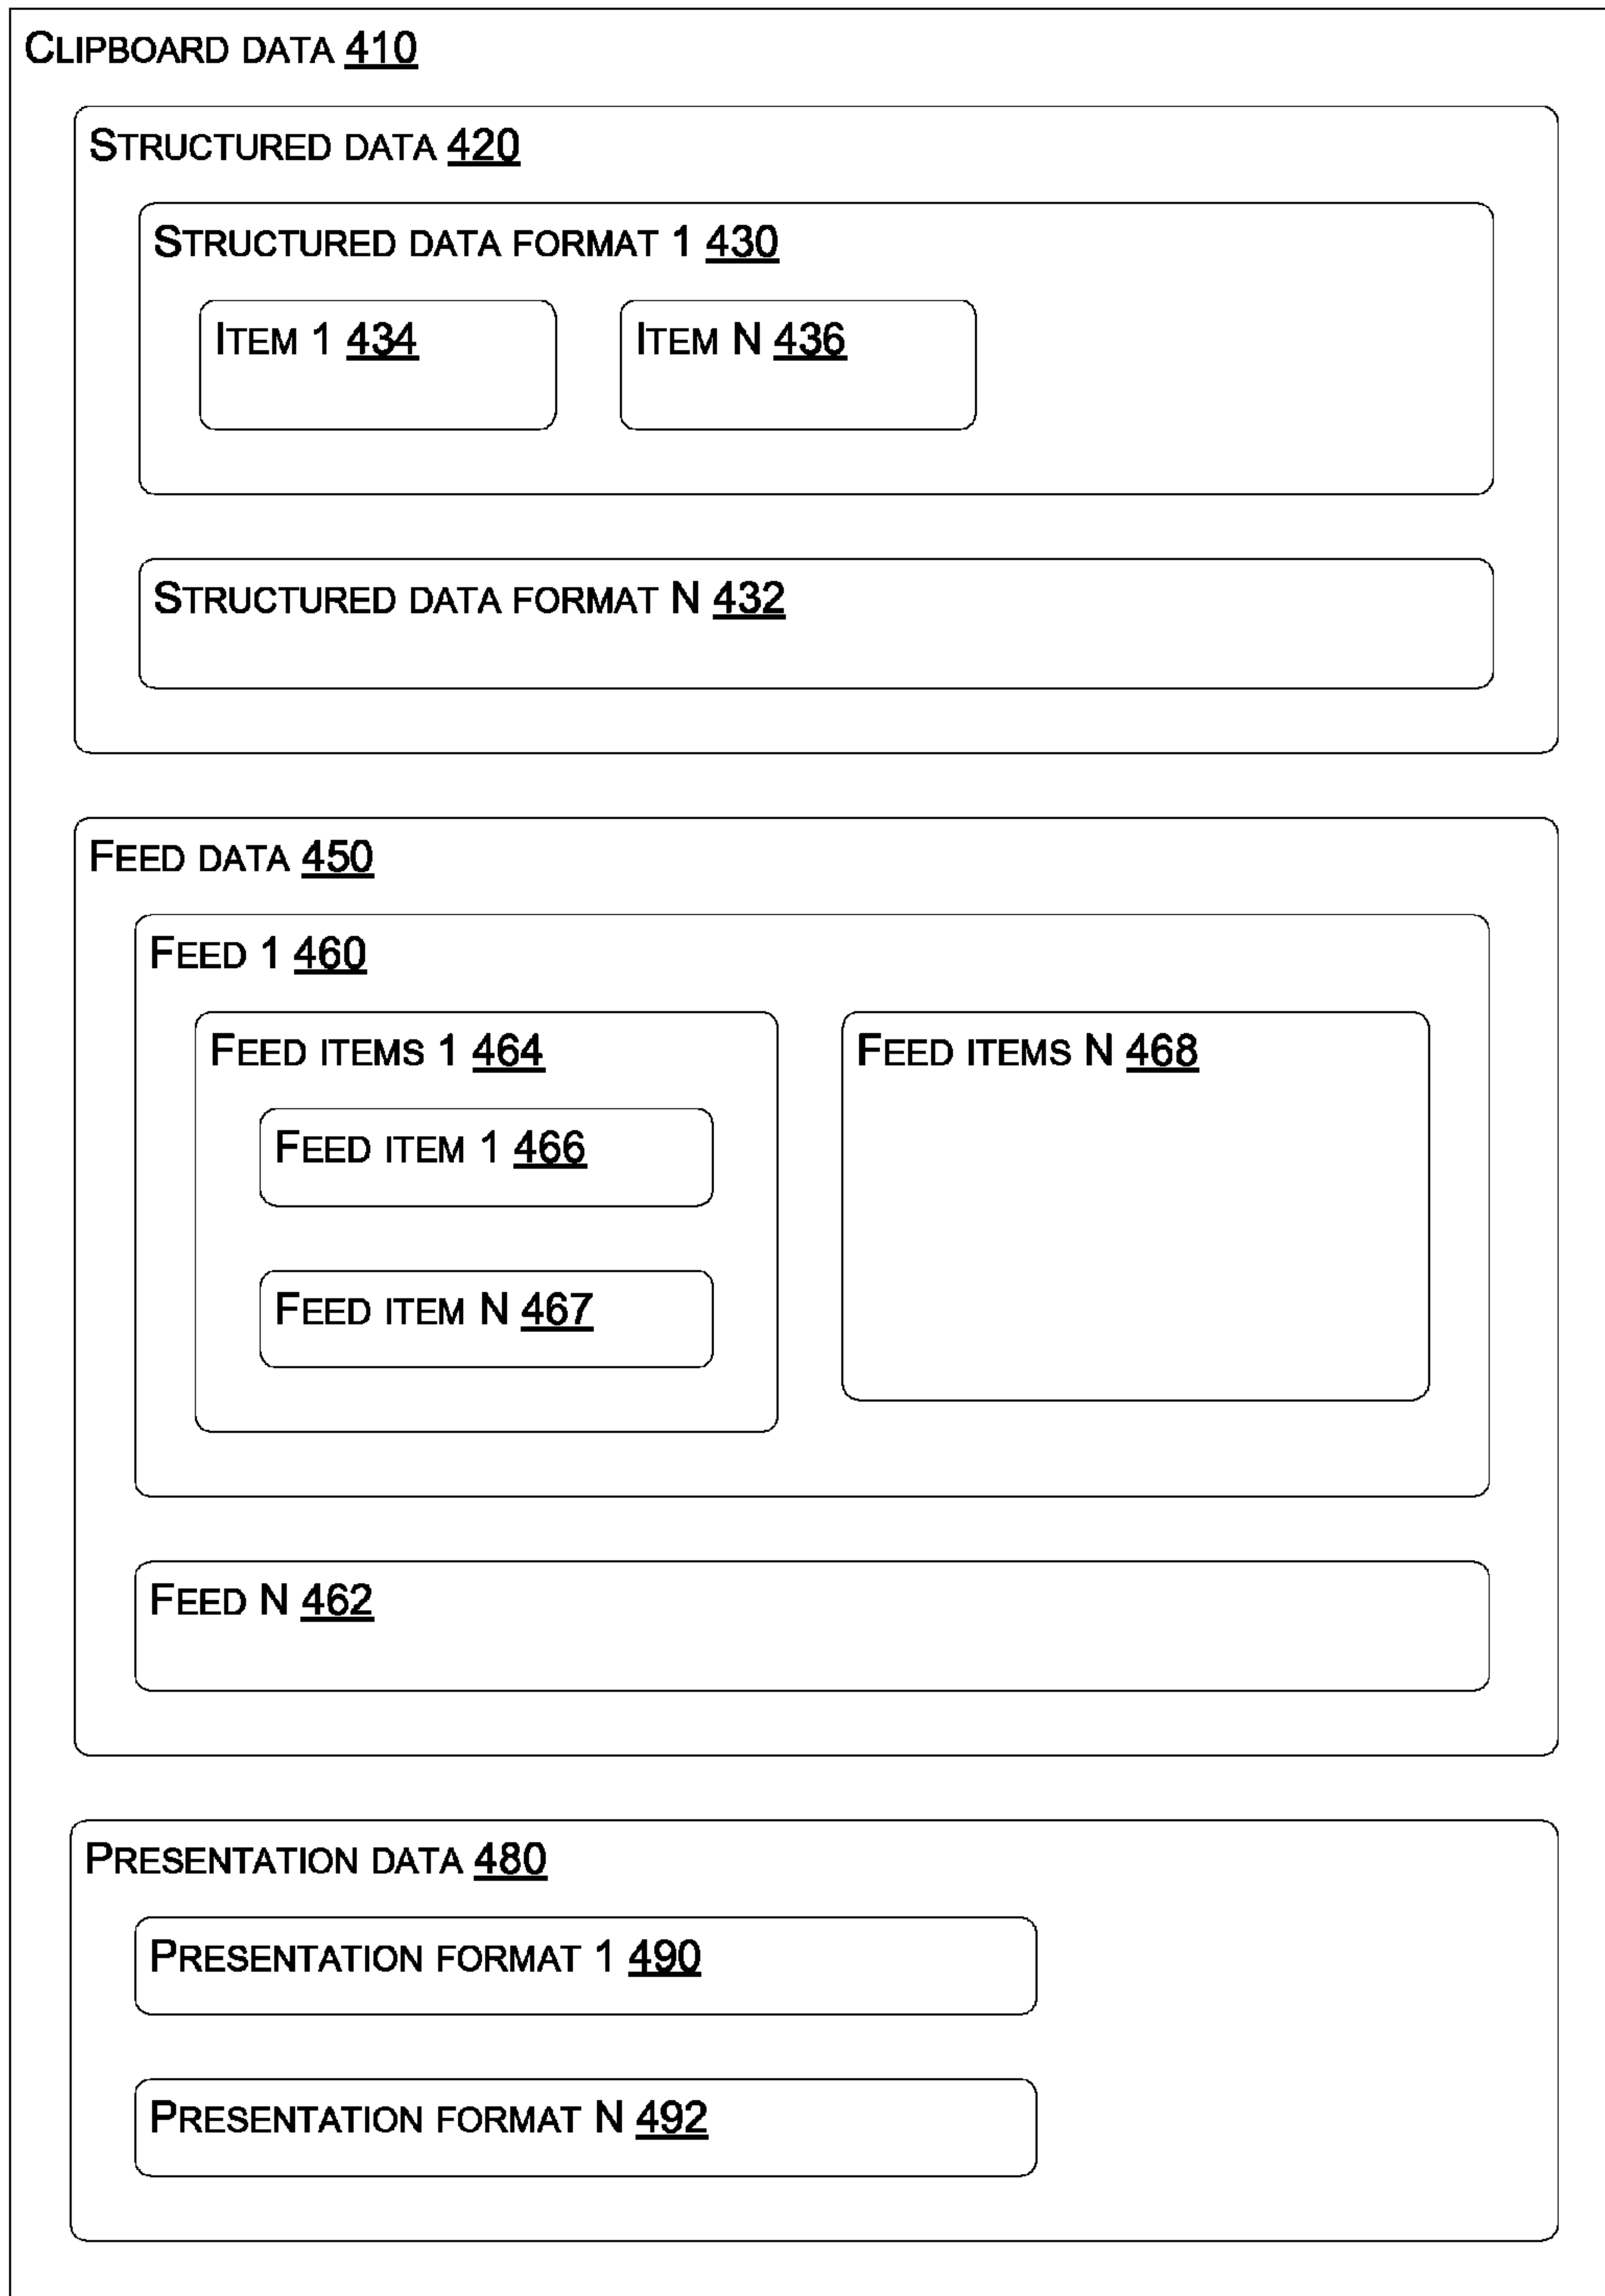 CLIPBOARD DATA 410
STRUCTURED DATA 420
STRUCTURED DATA FORMAT 1 430
ITEM 1 434 ITEM N 436
STRUCTURED DATA FORMAT N 432
FEED DATA 450
FEED 1 460
FEED ITEMS 1 464 FEED ITEMS N 468
FEED ITEM 1 466
FEED ITEM N 467
FEED N 462
PRESENTATION DATA 480
PRESENTATION FORMAT 1 490
PRESENTATION FORMAT N 492